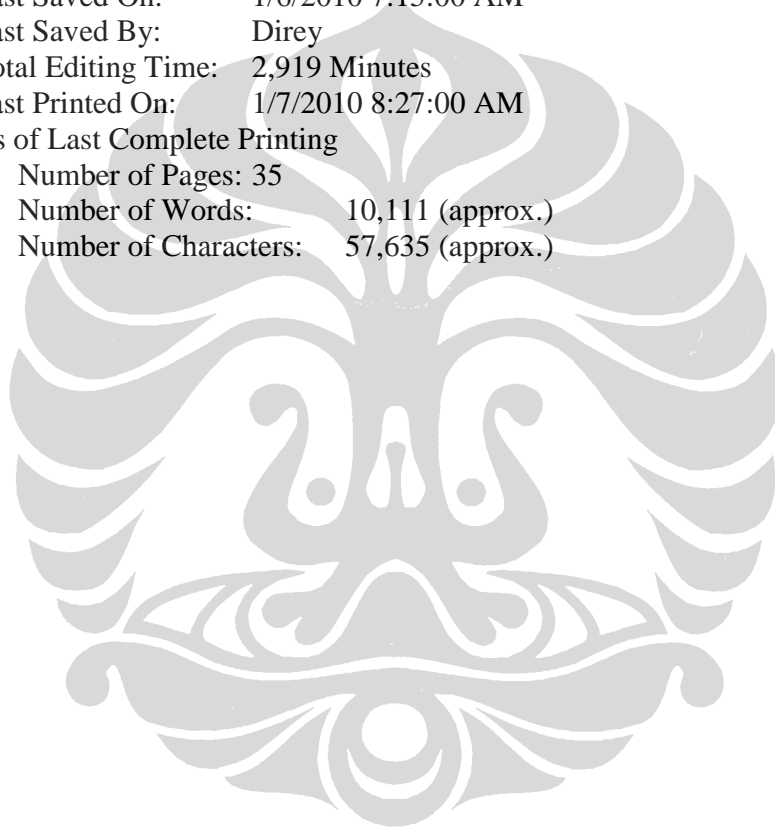 ast Saved By: Direy
otal Editing Time: 2,919 Minutes
ast Printed On: 1/7/2010 8:27:00 AM
s of Last Complete Printing
Number of Pages: 35
Number of Words: 10,111 (approx.)
Number of Characters: 57,635 (approx.)